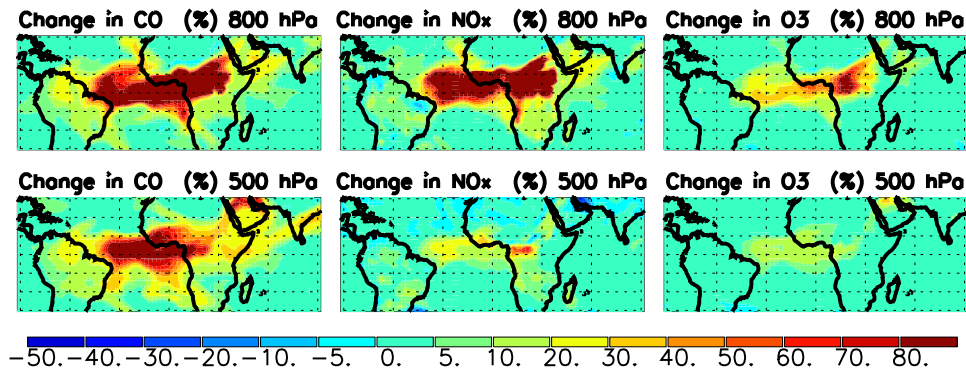 Change in CO (%) 800 hPa
Change in NOx (%) 800 hPa
Change in O3 (%) 800 hPa
Change in CO (%) 500 hPa
Change in NOx (%) 500 hPa
Change in O3 (%) 500 hPa
-50. -40. -30. -20. -10. -5. 0. 5. 10. 20. 30. 40. 50. 60. 70. 80.